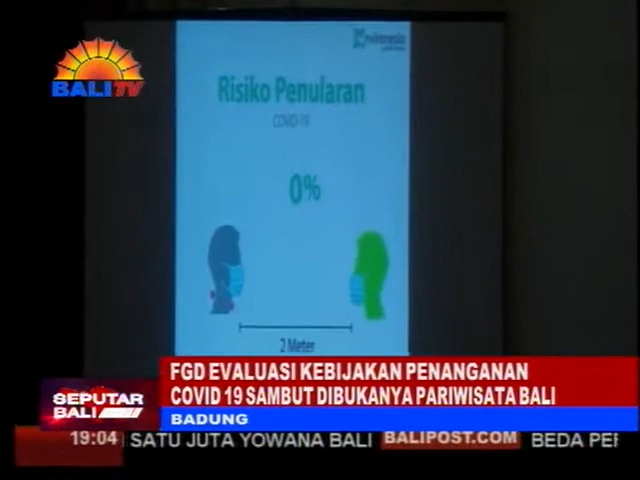 BALI TV
Risiko Penularan
COVID-19
0%
2 Meter
FGD EVALUASI KEBIJAKAN PENANGANAN
COVID 19 SAMBUT DIBUKANYA PARIWISATA BALI
SEPUTAR
BALI
BADUNG
19:04 SATU JUTA YOWANA BALI BALIPOST.COM BEDA PE